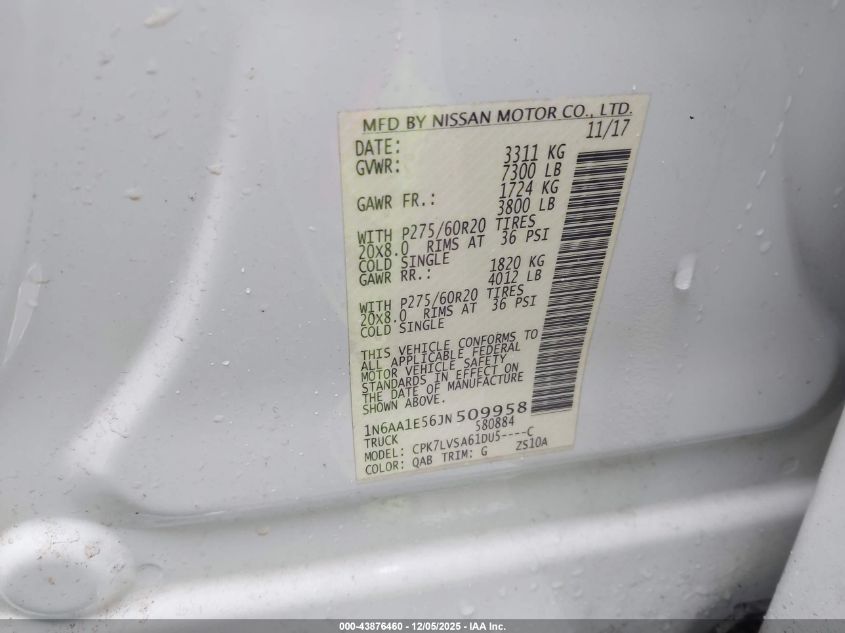 MFD BY NISSAN MOTOR CO., LTD.
DATE: 11/17
GVWR: 3311 KG
7300 LB
GAWR FR.: 1724 KG
3800 LB
WITH P275/60R20 TIRES
20X8.0 RIMS AT 36 PSI
COLD SINGLE
GAWR RR.: 1820 KG
4012 LB
WITH P275/60R20 TIRES
20X8.0 RIMS AT 36 PSI
COLD SINGLE
THIS VEHICLE CONFORMS TO
ALL APPLICABLE FEDERAL
MOTOR VEHICLE SAFETY
STANDARDS IN EFFECT ON
THE DATE OF MANUFACTURE
SHOWN ABOVE.
1N6AA1E56JN509958
TRUCK 580884
MODEL: CPK7LVSA61DU5----C
COLOR: QAB TRIM: G ZS10A
000-43876460 - 12/05/2025 - IAA Inc.